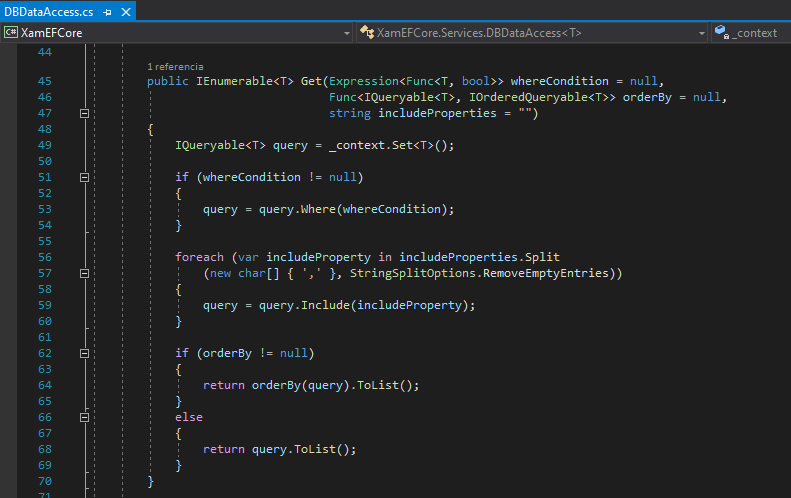 DBDataAccess.cs
XamEFCore XamEFCore.Services.DBDataAccess<T> _context
44
1 referencia
45 public IEnumerable<T> Get(Expression<Func<T, bool>> whereCondition = null,
46 Func<IQueryable<T>, IOrderedQueryable<T>> orderBy = null,
47 string includeProperties = "")
48 {
49 IQueryable<T> query = _context.Set<T>();
50
51 if (whereCondition != null)
52 {
53 query = query.Where(whereCondition);
54 }
55
56 foreach (var includeProperty in includeProperties.Split
57 (new char[] { ',' }, StringSplitOptions.RemoveEmptyEntries))
58 {
59 query = query.Include(includeProperty);
60 }
61
62 if (orderBy != null)
63 {
64 return orderBy(query).ToList();
65 }
66 else
67 {
68 return query.ToList();
69 }
70 }
71